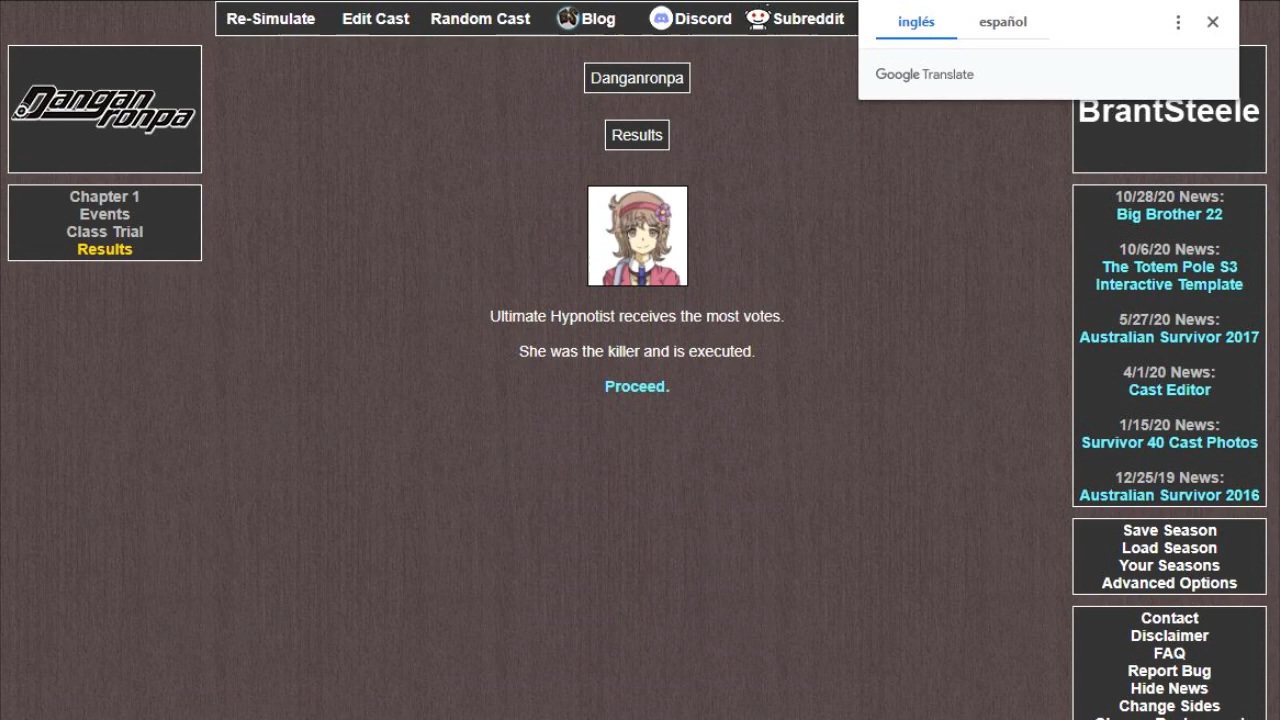 Re-Simulate Edit Cast Random Cast Blog Discord Subreddit
inglés español
Google Translate
Dangan
ronpa
Chapter 1
Events
Class Trial
Results
Danganronpa
Results
Ultimate Hypnotist receives the most votes.
She was the killer and is executed.
Proceed.
BrantSteele
10/28/20 News:
Big Brother 22
10/6/20 News:
The Totem Pole S3
Interactive Template
5/27/20 News:
Australian Survivor 2017
4/1/20 News:
Cast Editor
1/15/20 News:
Survivor 40 Cast Photos
12/25/19 News:
Australian Survivor 2016
Save Season
Load Season
Your Seasons
Advanced Options
Contact
Disclaimer
FAQ
Report Bug
Hide News
Change Sides